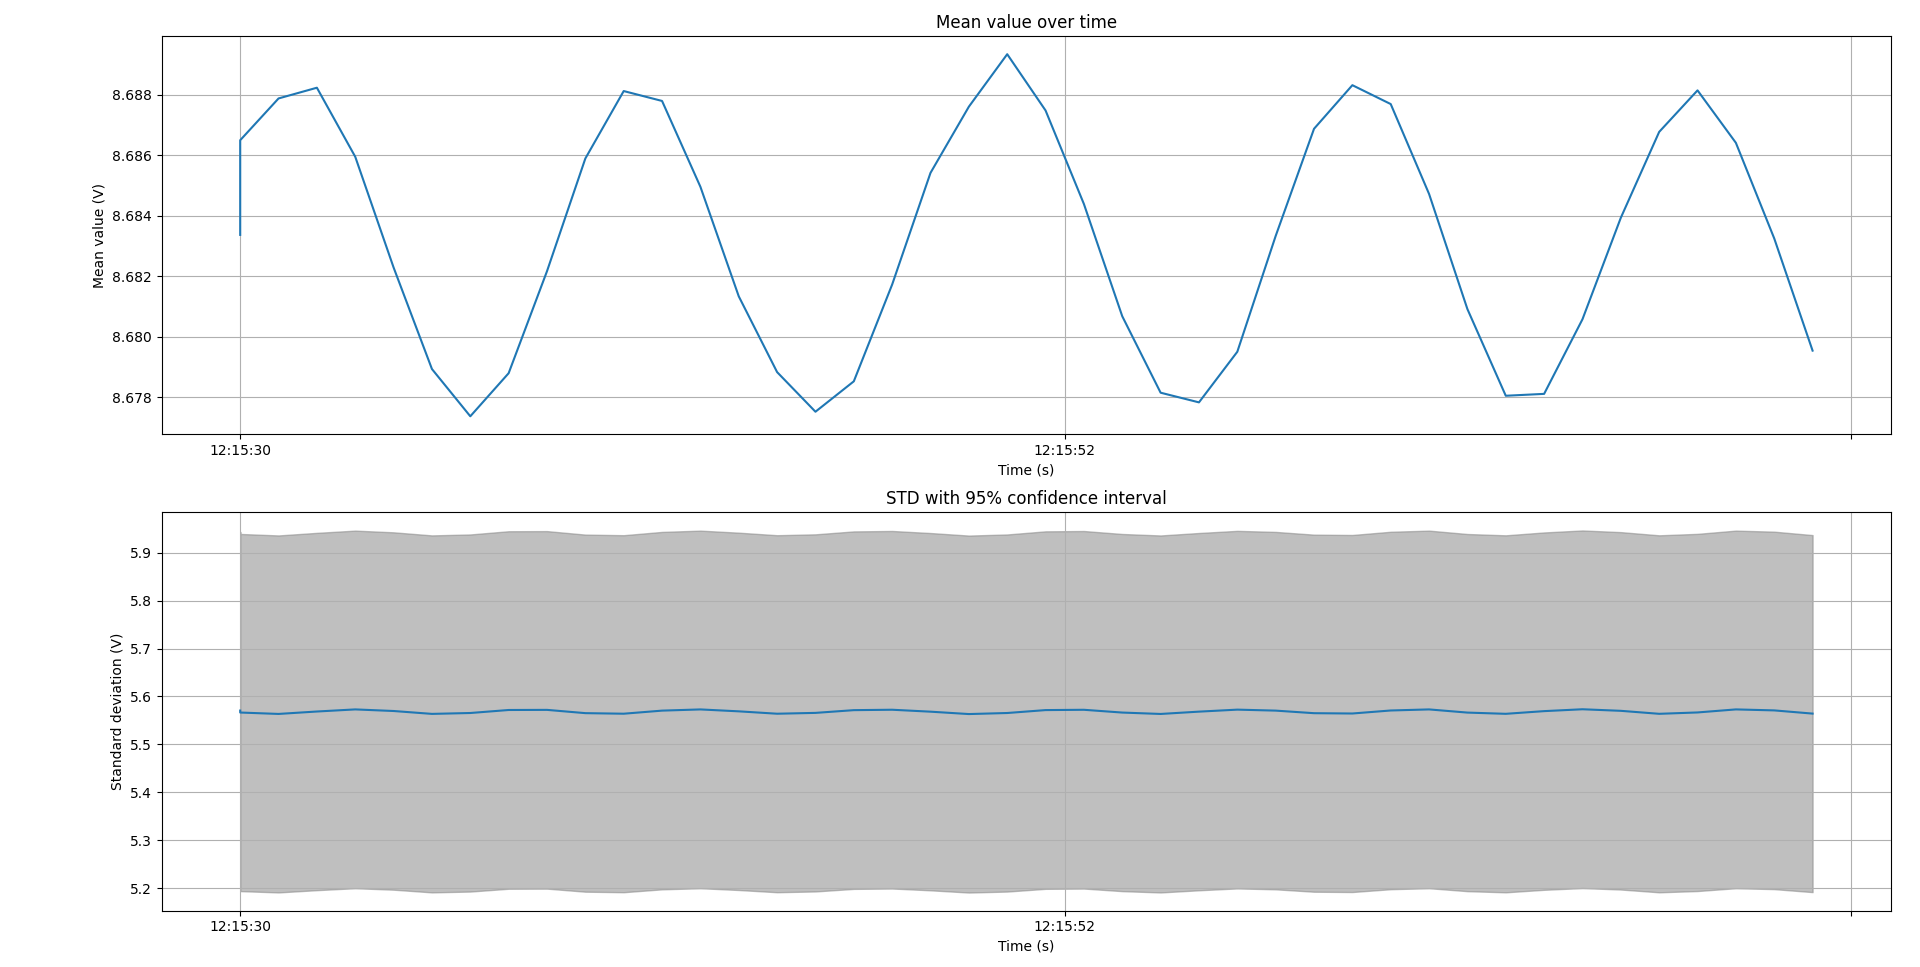 Mean value over time
8.688
8.686
8.684
8.682
8.680
8.678
Mean value (V)
12:15:30 12:15:52
Time (s)
STD with 95% confidence interval
5.9
5.8
5.7
5.6
5.5
5.4
5.3
5.2
Standard deviation (V)
12:15:30 12:15:52
Time (s)